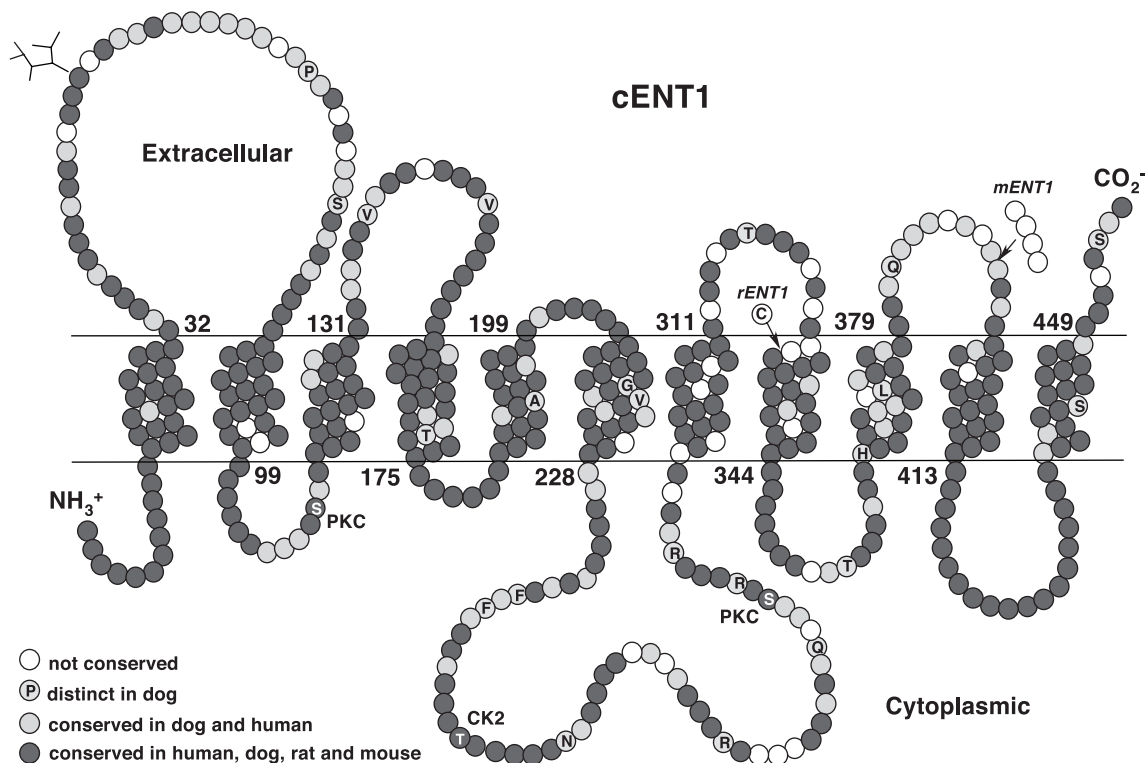 cENT1
Extracellular
P
S
V
V
mENT1
CO2-
S
T
Q
rENT1
C
32
131
199
311
379
449
G
V
A
L
S
T
H
99
175
228
344
413
NH3+
S
PKC
R
R
S
PKC
T
F
F
Q
CK2
T
N
R
Cytoplasmic
not conserved
P distinct in dog
conserved in dog and human
conserved in human, dog, rat and mouse